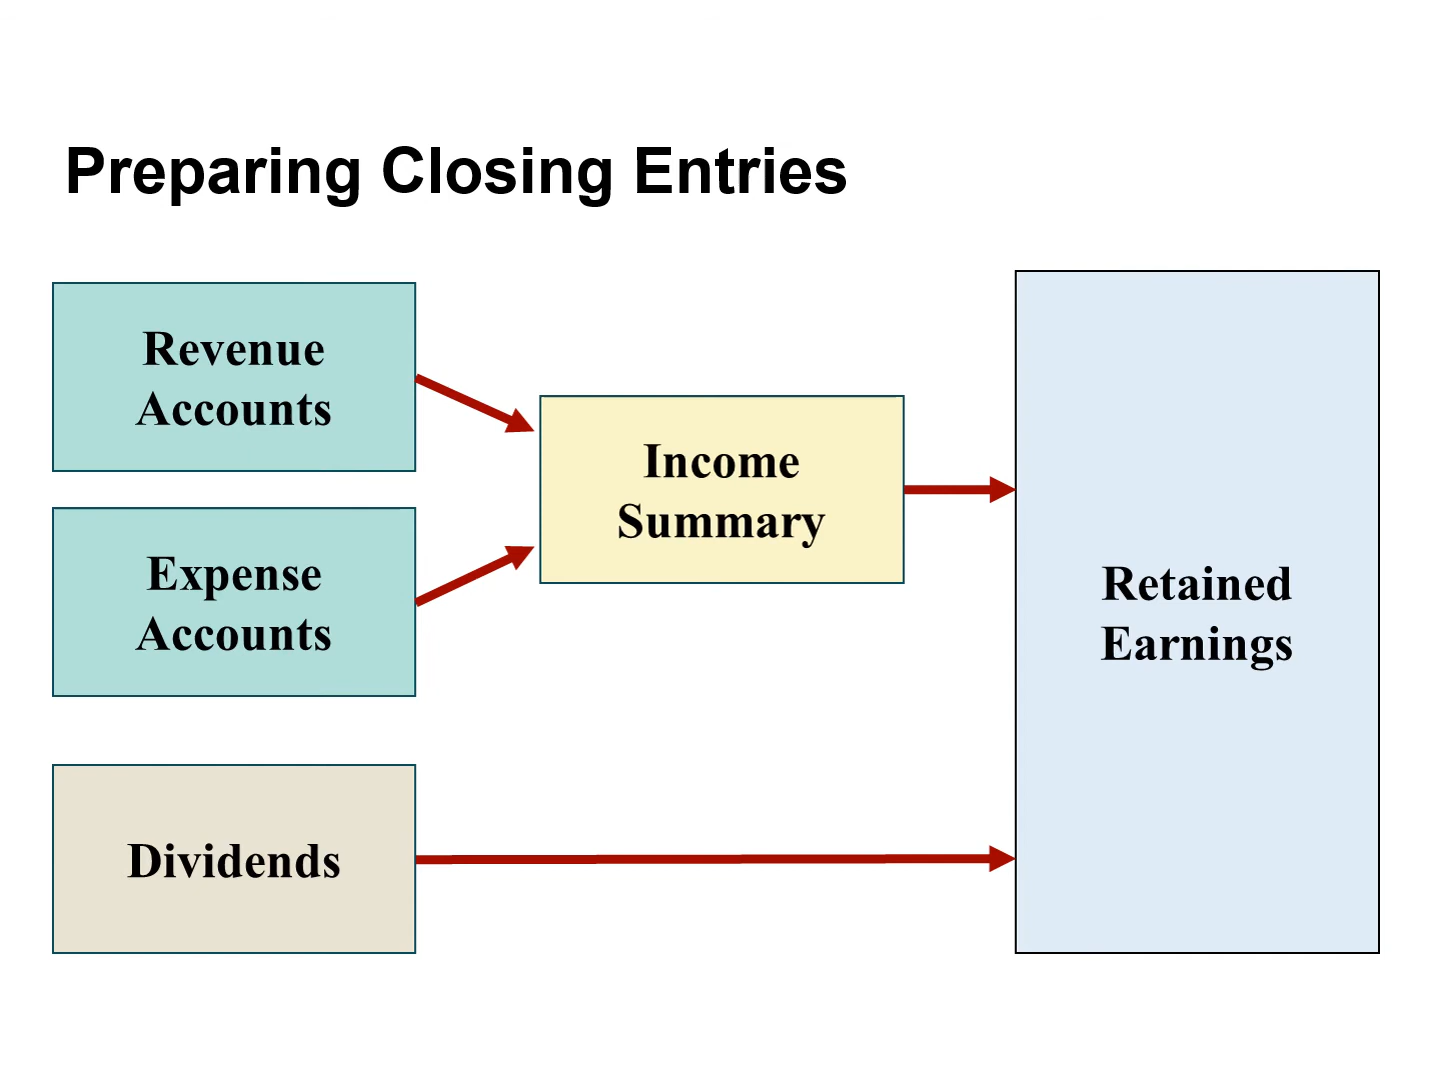 Preparing Closing Entries
Revenue
Accounts
Expense
Accounts
Income
Summary
Retained
Earnings
Dividends